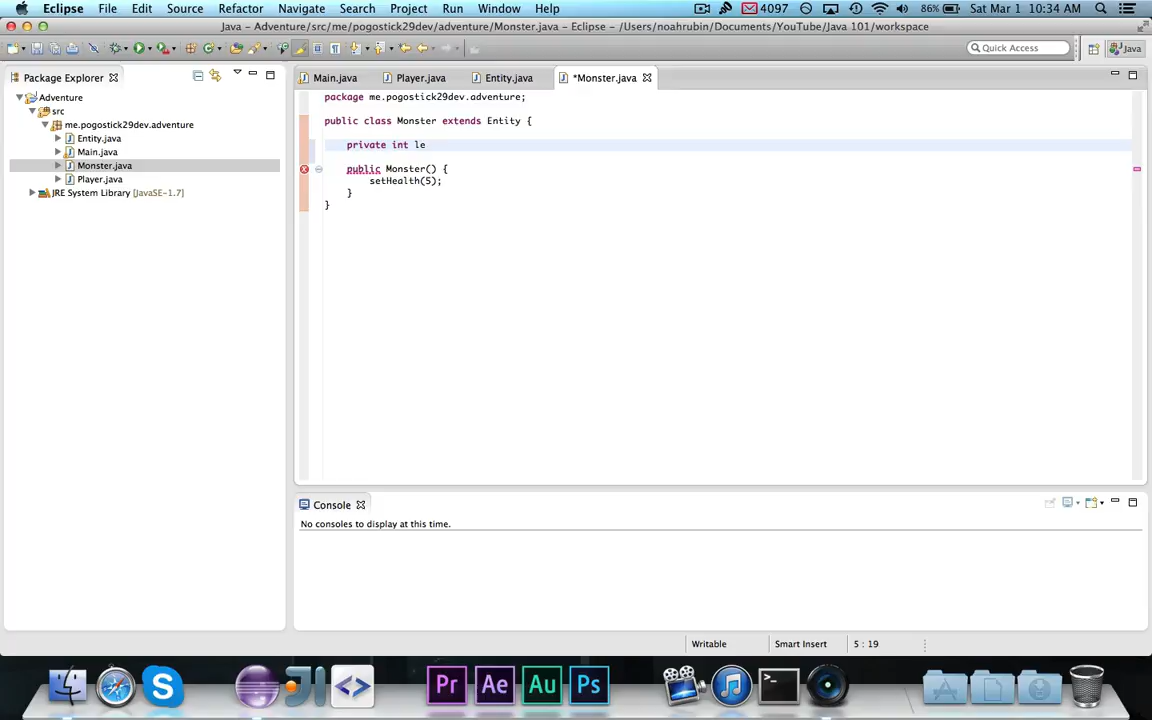 Eclipse File Edit Source Refactor Navigate Search Project Run Window Help 4097 86% Sat Mar 1 10:34 AM
Java - Adventure/src/me/pogostick29dev/adventure/Monster.java - Eclipse - /Users/noahrubin/Documents/YouTube/Java 101/workspace
Quick Access Java
Package Explorer
Adventure
src
me.pogostick29dev.adventure
Entity.java
Main.java
Monster.java
Player.java
JRE System Library [JavaSE-1.7]
Main.java Player.java Entity.java *Monster.java
package me.pogostick29dev.adventure;
public class Monster extends Entity {
private int le
public Monster() {
setHealth(5);
}
}
Console
No consoles to display at this time.
Writable Smart Insert 5 : 19
S Pr Ae Au Ps